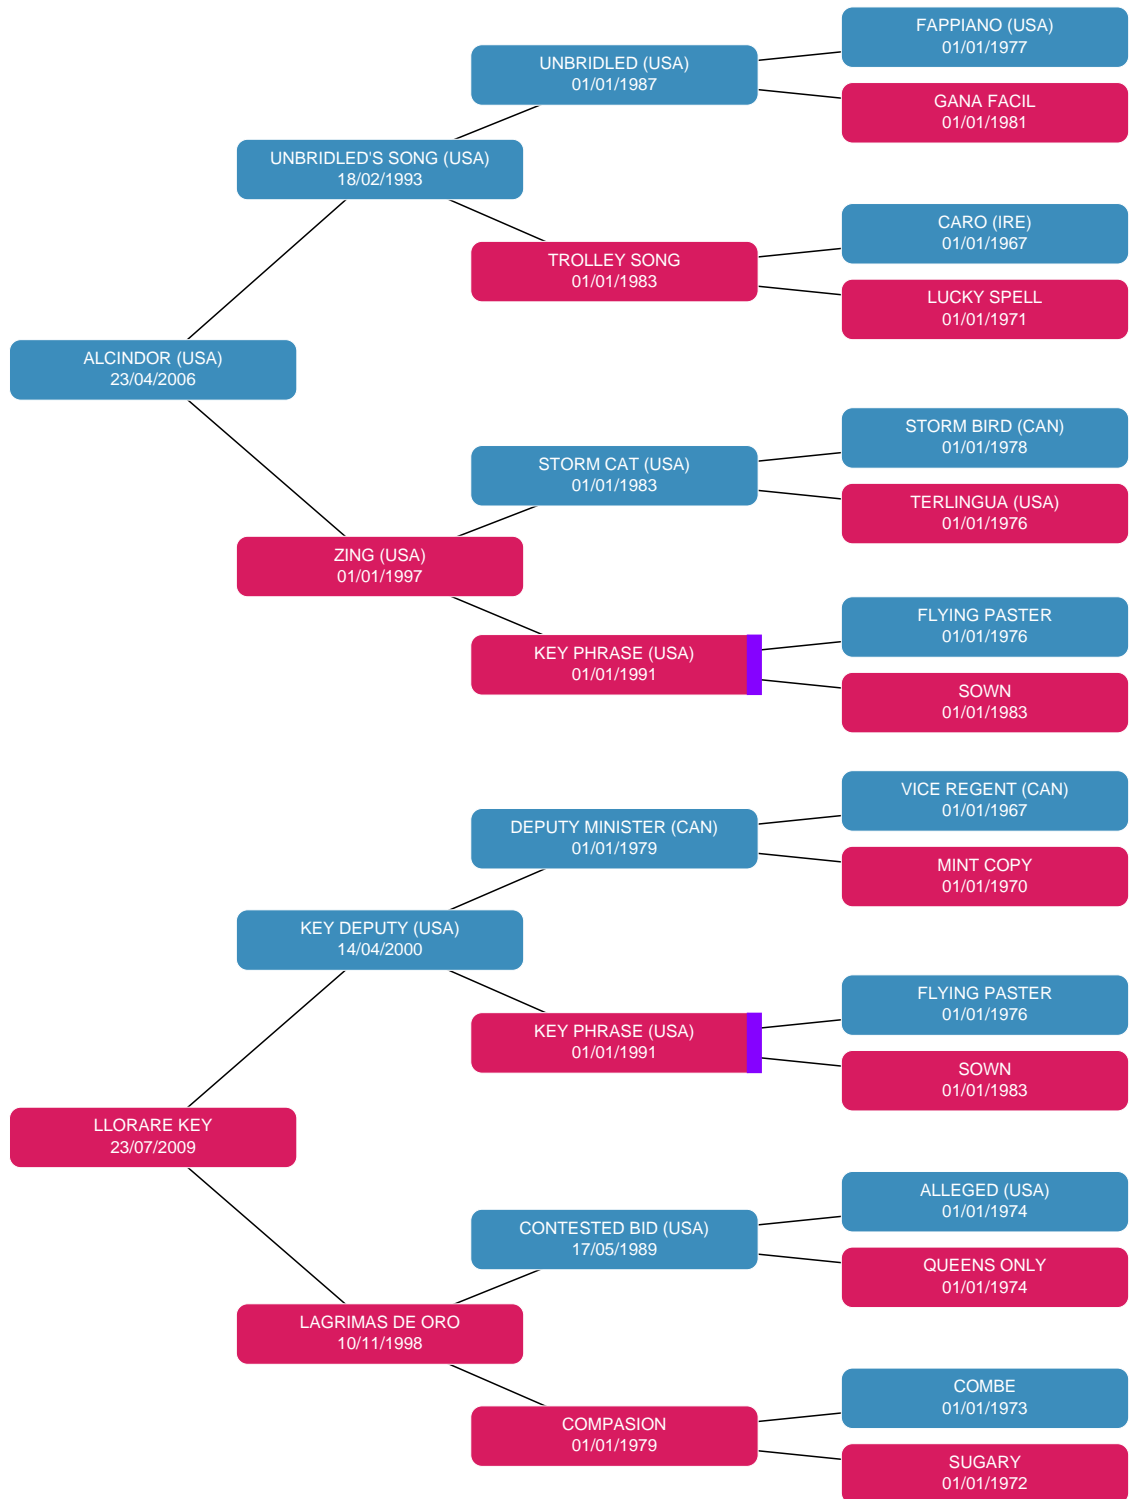 FAPPIANO (USA)
01/01/1977
UNBRIDLED (USA)
01/01/1987
GANA FACIL
01/01/1981
UNBRIDLED'S SONG (USA)
18/02/1993
CARO (IRE)
01/01/1967
TROLLEY SONG
01/01/1983
LUCKY SPELL
01/01/1971
ALCINDOR (USA)
23/04/2006
STORM BIRD (CAN)
01/01/1978
STORM CAT (USA)
01/01/1983
TERLINGUA (USA)
01/01/1976
ZING (USA)
01/01/1997
FLYING PASTER
01/01/1976
KEY PHRASE (USA)
01/01/1991
SOWN
01/01/1983
VICE REGENT (CAN)
01/01/1967
DEPUTY MINISTER (CAN)
01/01/1979
MINT COPY
01/01/1970
KEY DEPUTY (USA)
14/04/2000
FLYING PASTER
01/01/1976
KEY PHRASE (USA)
01/01/1991
SOWN
01/01/1983
LLORARE KEY
23/07/2009
ALLEGED (USA)
01/01/1974
CONTESTED BID (USA)
17/05/1989
QUEENS ONLY
01/01/1974
LAGRIMAS DE ORO
10/11/1998
COMBE
01/01/1973
COMPASION
01/01/1979
SUGARY
01/01/1972